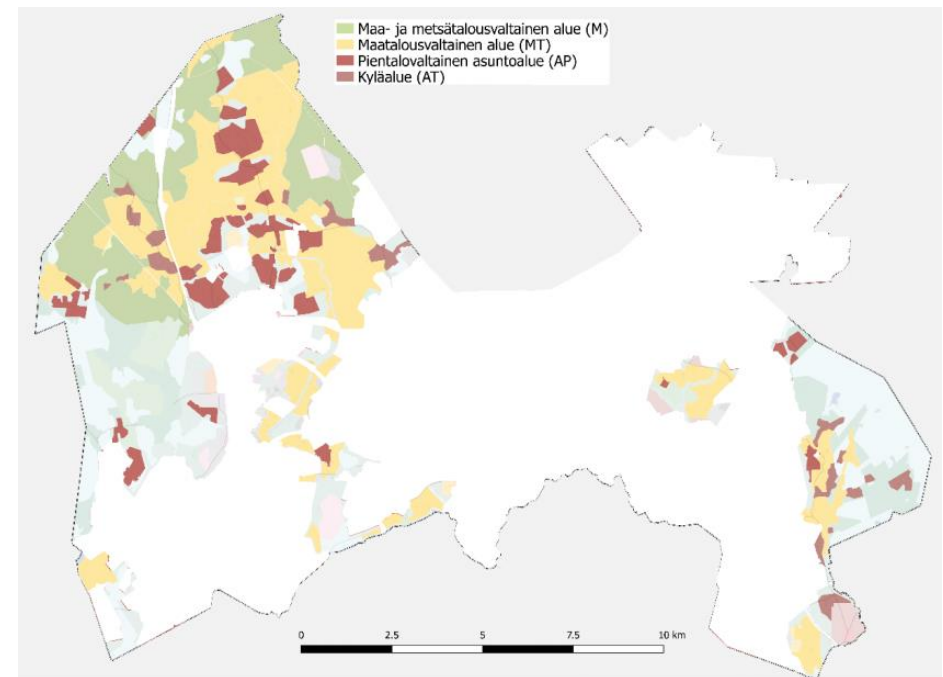 Maa- ja metsätalousvaltainen alue (M)
Maatalousvaltainen alue (MT)
Pientalovaltainen asuntoalue (AP)
Kyläalue (AT)
0 2.5 5 7.5 10 km